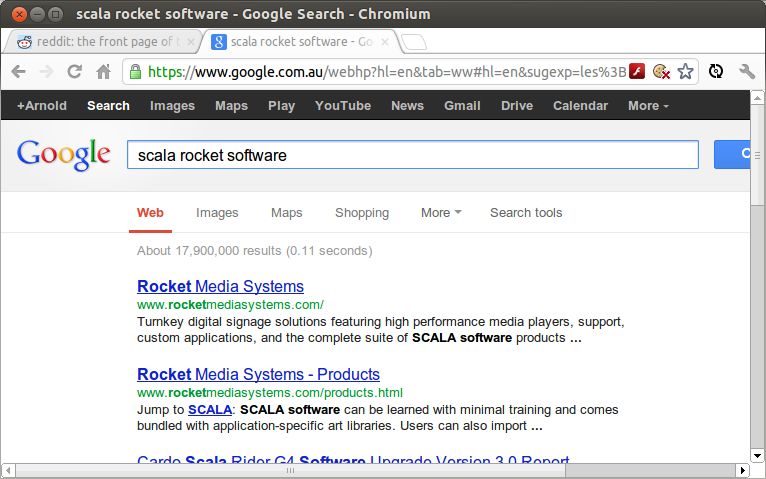 scala rocket software - Google Search - Chromium
reddit: the front page of t
scala rocket software - Go
https://www.google.com.au/webhp?hl=en&tab=ww#hl=en&sugexp=les%3B
+Arnold Search Images Maps Play YouTube News Gmail Drive Calendar More
Google
scala rocket software
Web Images Maps Shopping More Search tools
About 17,900,000 results (0.11 seconds)
Rocket Media Systems
www.rocketmediasystems.com/
Turnkey digital signage solutions featuring high performance media players, support,
custom applications, and the complete suite of SCALA software products ...
Rocket Media Systems - Products
www.rocketmediasystems.com/products.html
Jump to SCALA: SCALA software can be learned with minimal training and comes
bundled with application-specific art libraries. Users can also import ...
Cardo Scala Rider G4 Software Upgrade Version 3.0 Report